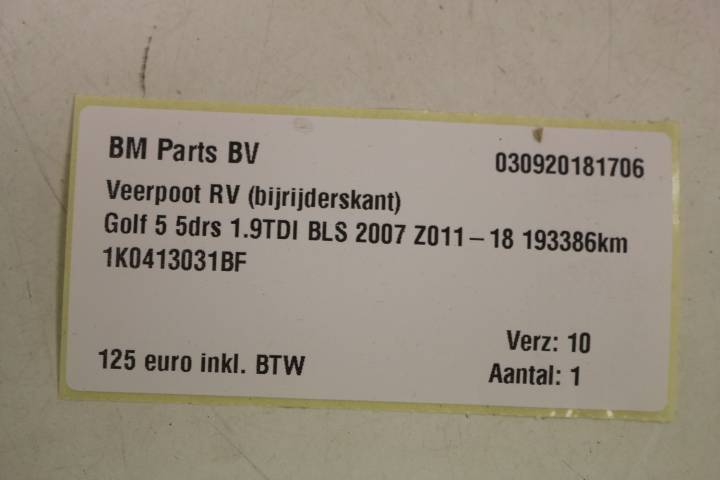 BM Parts BV 030920181706
Veerpoot RV (bijrijderskant)
Golf 5 5drs 1.9TDI BLS 2007 Z011-18 193386km
1K0413031BF
Verz: 10
125 euro inkl. BTW Aantal: 1